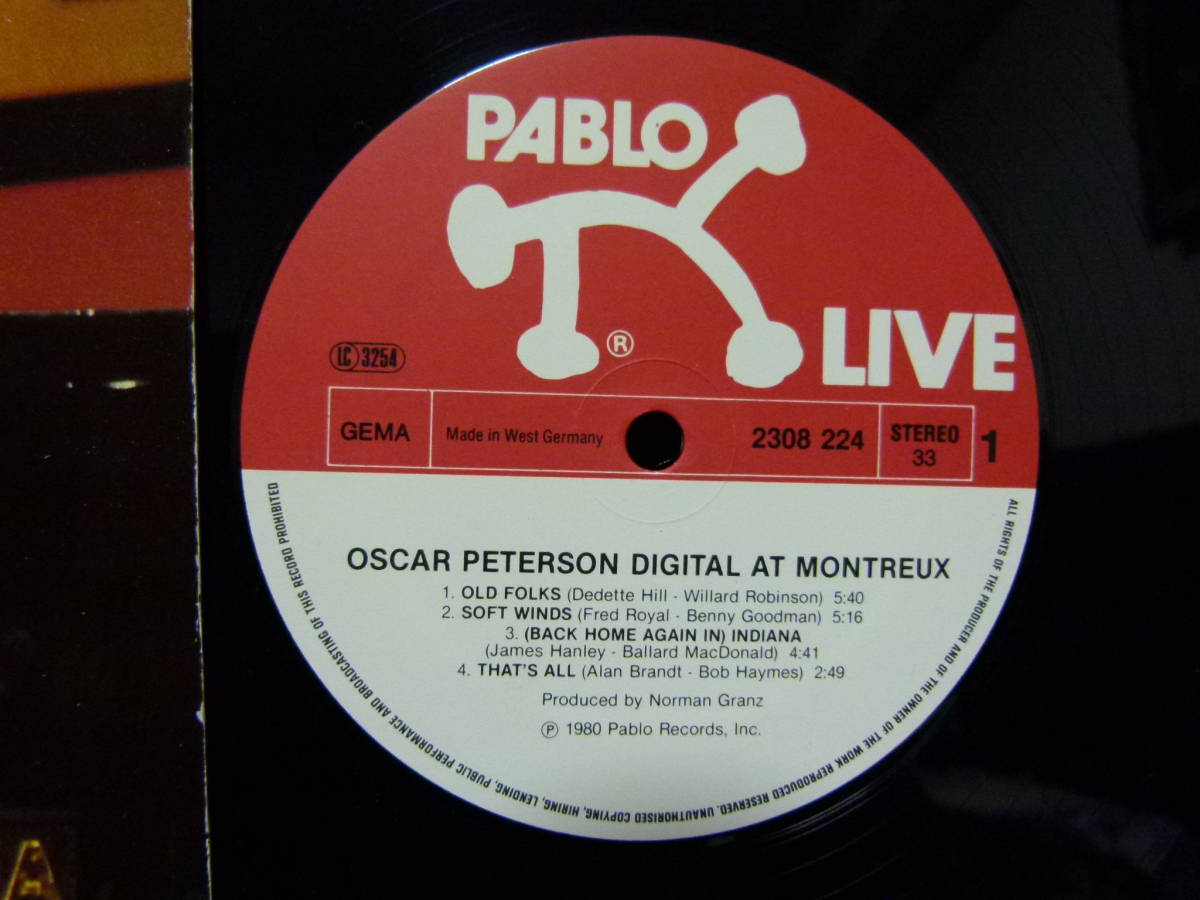 PABLO
LIVE
®
LC 3254
GEMA
Made in West Germany
2308 224
STEREO
33
1
OSCAR PETERSON DIGITAL AT MONTREUX
1. OLD FOLKS (Dedette Hill - Willard Robinson) 5:40
2. SOFT WINDS (Fred Royal - Benny Goodman) 5:16
3. (BACK HOME AGAIN IN) INDIANA
(James Hanley - Ballard MacDonald) 4:41
4. THAT'S ALL (Alan Brandt - Bob Haymes) 2:49
Produced by Norman Granz
℗ 1980 Pablo Records, Inc.
ALL RIGHTS OF THE PRODUCER AND OF THE OWNER OF THE WORK REPRODUCED RESERVED. UNAUTHORISED COPYING, HIRING, LENDING, PUBLIC PERFORMANCE AND BROADCASTING OF THIS RECORD PROHIBITED
A